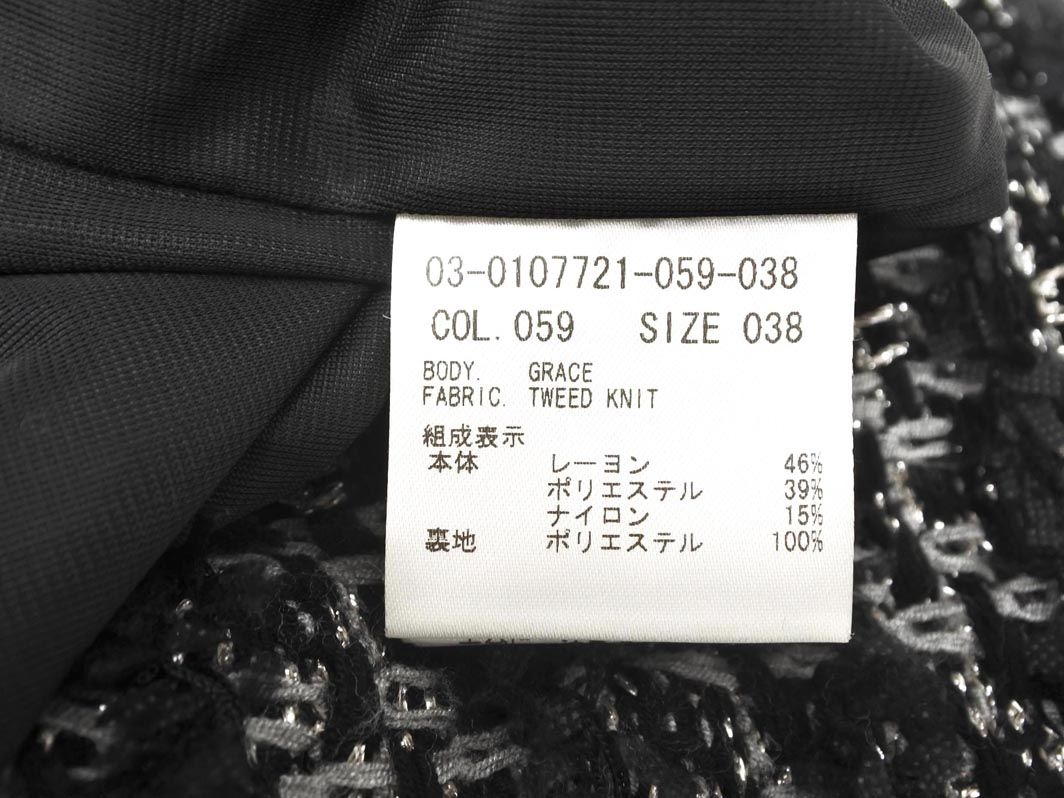 03-0107721-059-038
COL. 059 SIZE 038
BODY. GRACE
FABRIC. TWEED KNIT
組成表示
本体 レーヨン 46%
ポリエステル 39%
ナイロン 15%
裏地 ポリエステル 100%